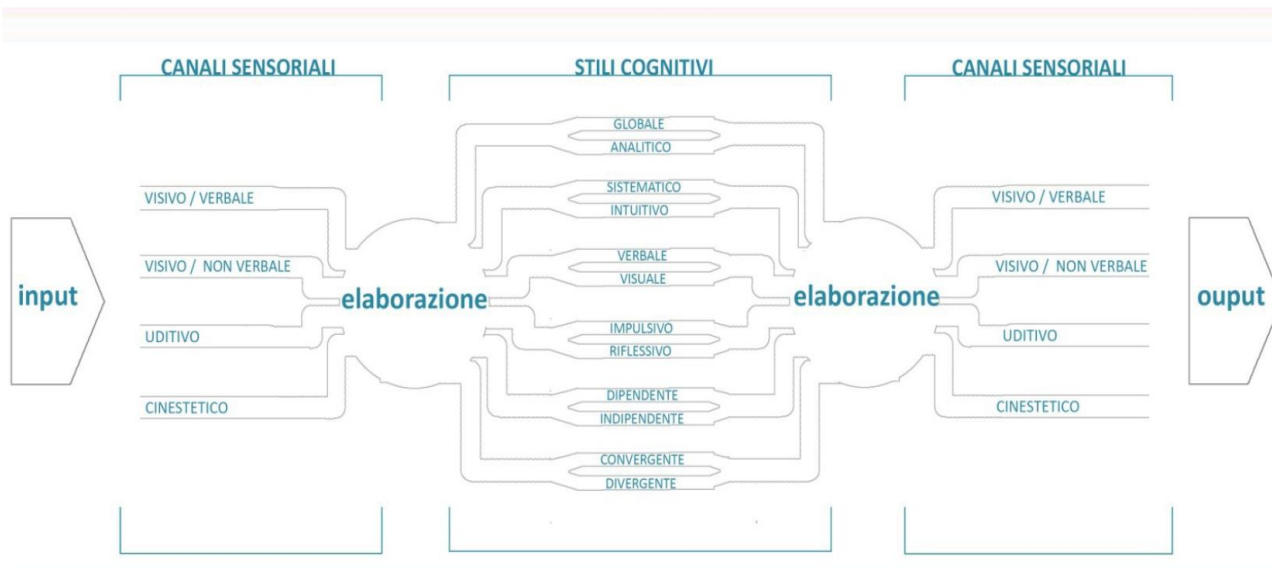 CANALI SENSORIALI
STILI COGNITIVI
CANALI SENSORIALI
input
VISIVO / VERBALE
VISIVO / NON VERBALE
UDITIVO
CINESTETICO
elaborazione
GLOBALE
ANALITICO
SISTEMATICO
INTUITIVO
VERBALE
VISUALE
IMPULSIVO
RIFLESSIVO
DIPENDENTE
INDIPENDENTE
CONVERGENTE
DIVERGENTE
elaborazione
VISIVO / VERBALE
VISIVO / NON VERBALE
UDITIVO
CINESTETICO
ouput